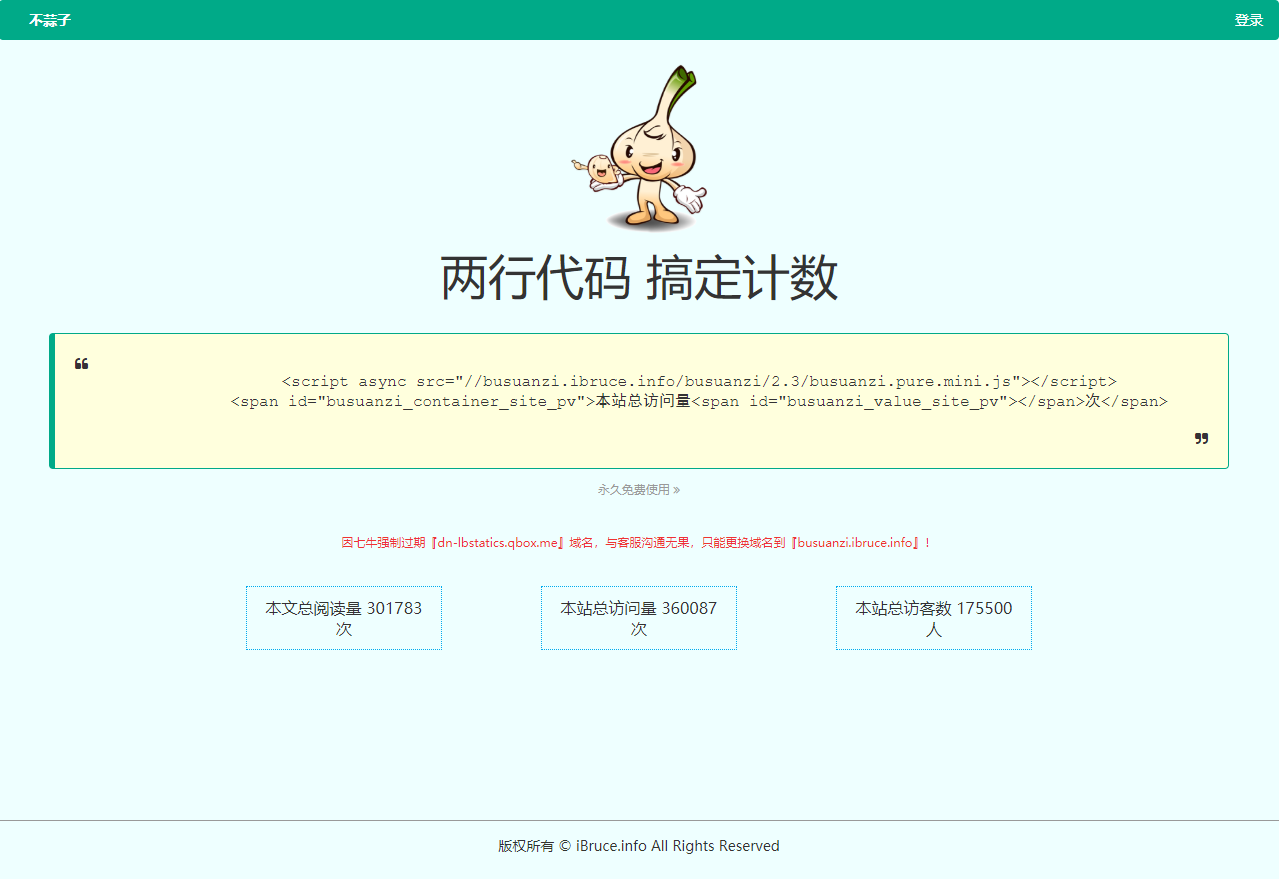 不蒜子
登录
两行代码 搞定计数
<script async src="//busuanzi.ibruce.info/busuanzi/2.3/busuanzi.pure.mini.js"></script>
<span id="busuanzi_container_site_pv">本站总访问量<span id="busuanzi_value_site_pv"></span>次</span>
永久免费使用 »
因七牛强制过期『dn-lbstatics.qbox.me』域名，与客服沟通无果，只能更换域名到『busuanzi.ibruce.info』！
本文总阅读量 301783
次
本站总访问量 360087
次
本站总访客数 175500
人
版权所有 © iBruce.info All Rights Reserved